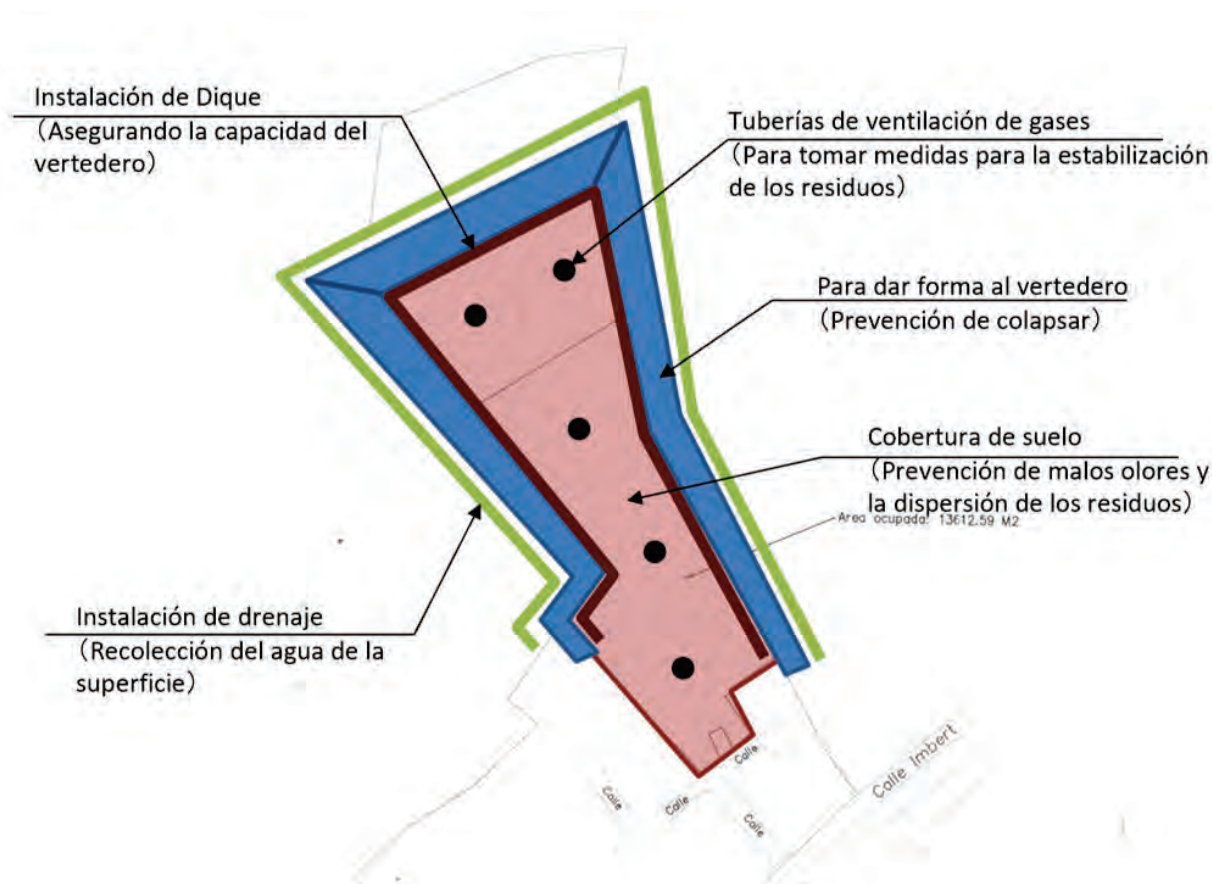 Instalación de Dique
（Asegurando la capacidad del
vertedero）
Tuberías de ventilación de gases
（Para tomar medidas para la estabilización
de los residuos）
Para dar forma al vertedero
（Prevención de colapsar）
Cobertura de suelo
（Prevención de malos olores y
la dispersión de los residuos）
Area ocupada: 13612.59 M2
Instalación de drenaje
（Recolección del agua de la
superficie）
Calle
Calle
Calle
Calle
Calle Imbert